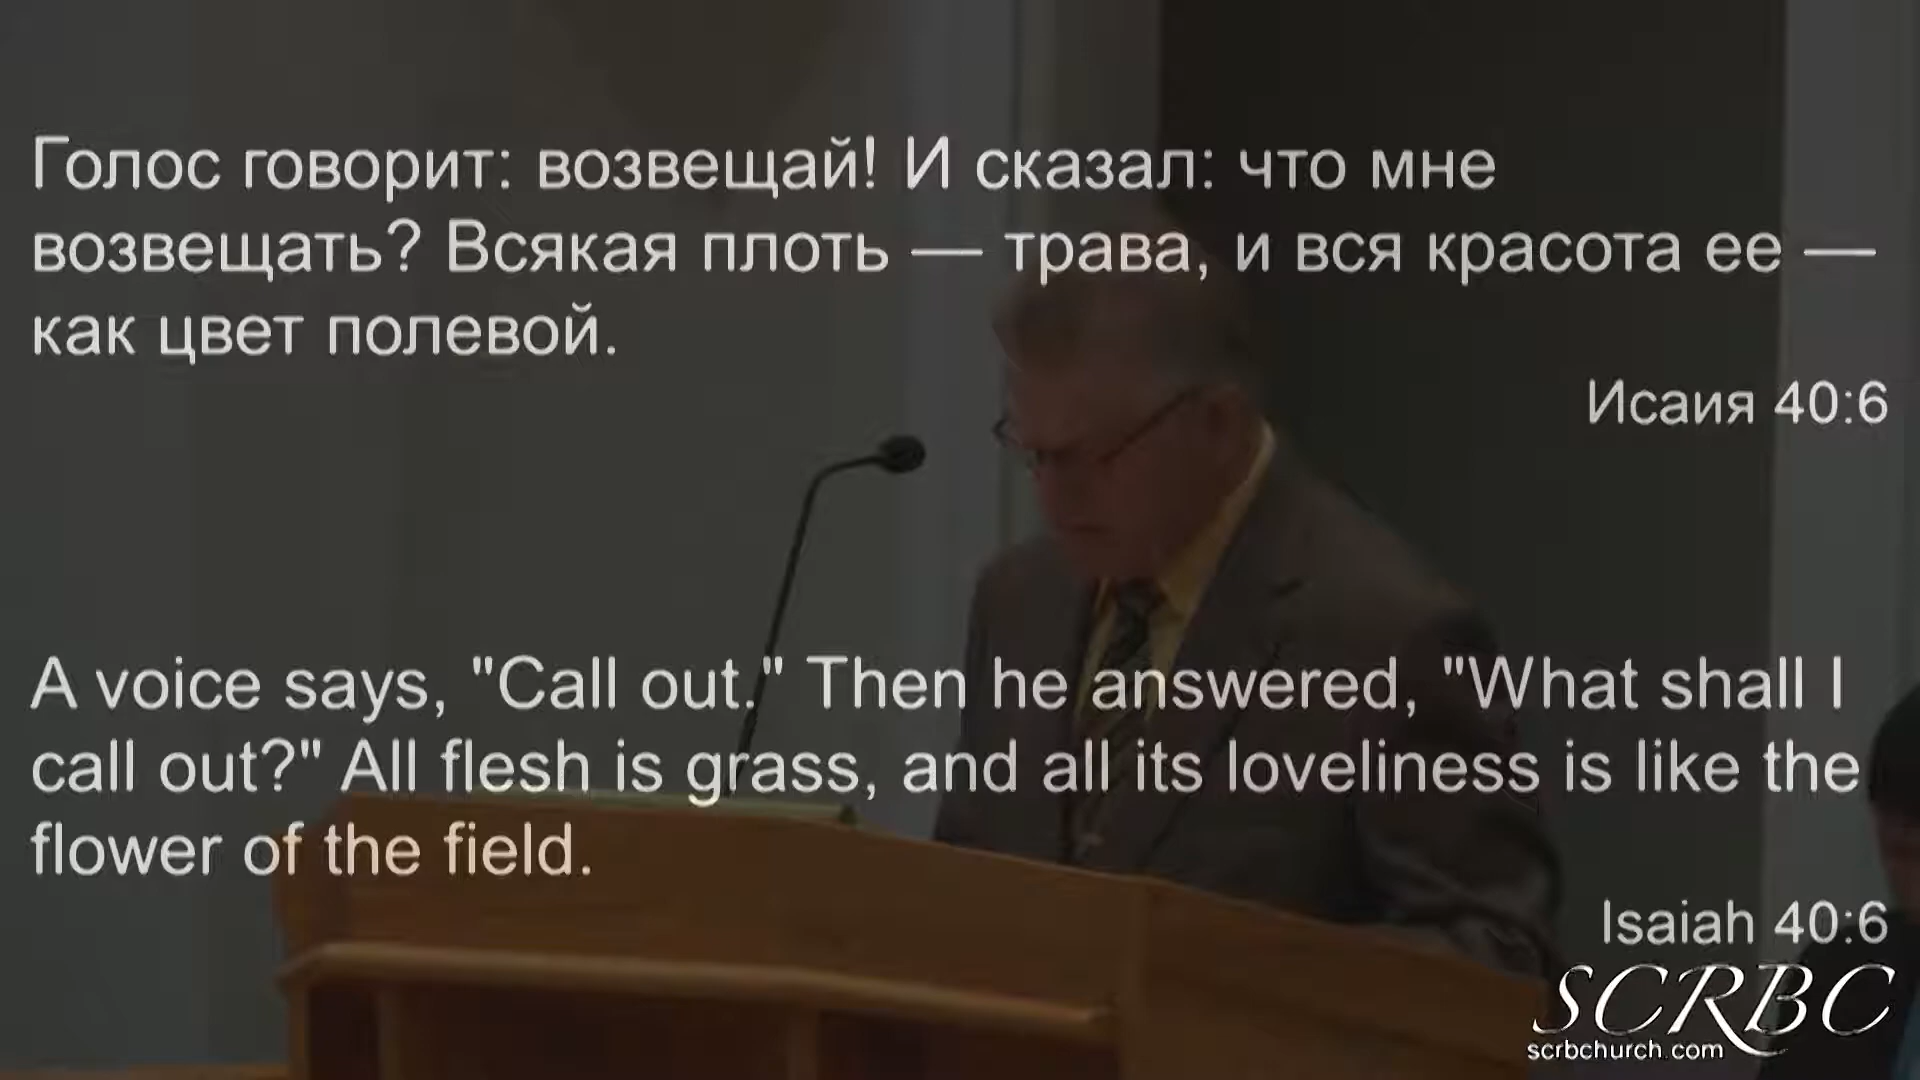 Голос говорит: возвещай! И сказал: что мне
возвещать? Всякая плоть — трава, и вся красота ее —
как цвет полевой.
Исаия 40:6
A voice says, "Call out." Then he answered, "What shall I
call out?" All flesh is grass, and all its loveliness is like the
flower of the field.
Isaiah 40:6
SCRBC
scrbchurch.com